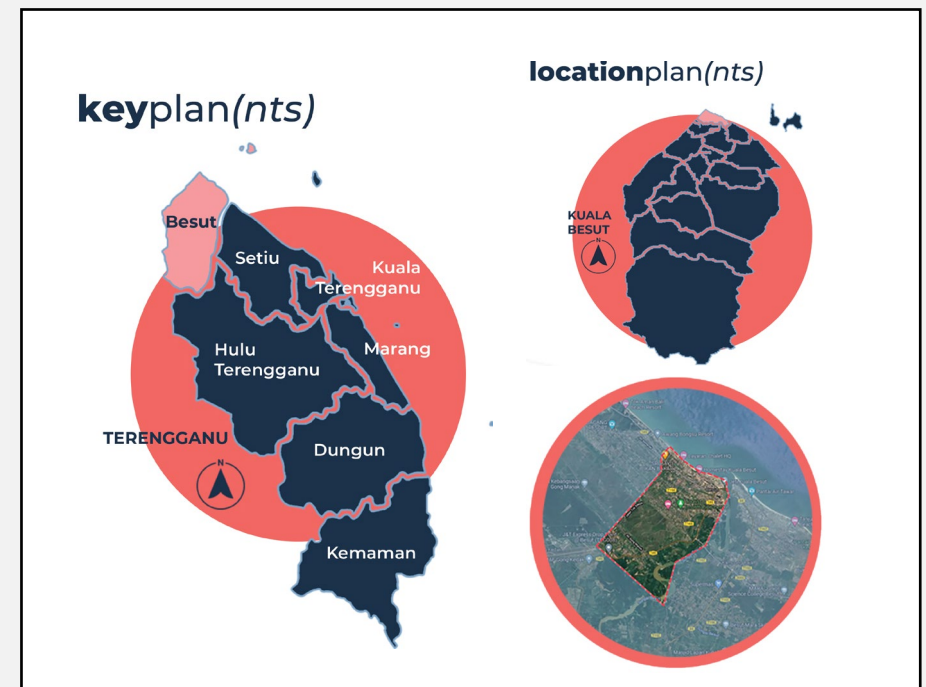 keyplan(nts)
Besut
Setiu
Kuala
Terengganu
Hulu
Terengganu
Marang
TERENGGANU
N
Dungun
Kemaman
locationplan(nts)
KUALA
BESUT
N